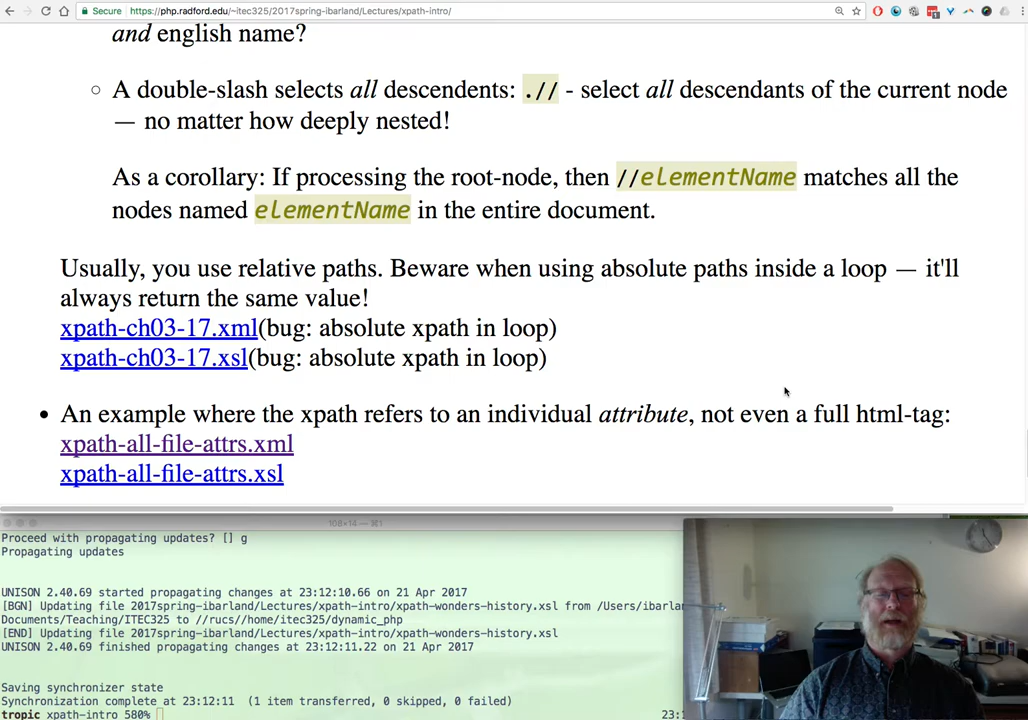 Secure https://php.radford.edu/~itec325/2017spring-ibarland/Lectures/xpath-intro/
and english name?
A double-slash selects all descendents: .// - select all descendants of the current node
— no matter how deeply nested!
As a corollary: If processing the root-node, then //elementName matches all the
nodes named elementName in the entire document.
Usually, you use relative paths. Beware when using absolute paths inside a loop — it'll
always return the same value!
xpath-ch03-17.xml(bug: absolute xpath in loop)
xpath-ch03-17.xsl(bug: absolute xpath in loop)
• An example where the xpath refers to an individual attribute, not even a full html-tag:
xpath-all-file-attrs.xml
xpath-all-file-attrs.xsl
108×14 — ⌘1
Proceed with propagating updates? [] g
Propagating updates
UNISON 2.40.69 started propagating changes at 23:12:10.66 on 21 Apr 2017
[BGN] Updating file 2017spring-ibarland/Lectures/xpath-intro/xpath-wonders-history.xsl from /Users/ibarlan
Documents/Teaching/ITEC325 to //rucs//home/itec325/dynamic_php
[END] Updating file 2017spring-ibarland/Lectures/xpath-intro/xpath-wonders-history.xsl
UNISON 2.40.69 finished propagating changes at 23:12:11.22 on 21 Apr 2017
Saving synchronizer state
Synchronization complete at 23:12:11 (1 item transferred, 0 skipped, 0 failed)
tropic xpath-intro 580% 23:1